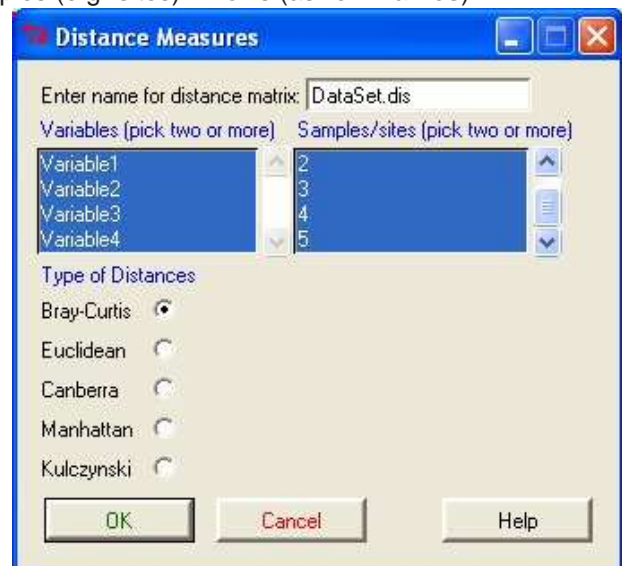 Distance Measures
Enter name for distance matrix: DataSet.dis
Variables (pick two or more) Samples/sites (pick two or more)
Variable1 2
Variable2 3
Variable3 4
Variable4 5
Type of Distances
Bray-Curtis
Euclidean
Canberra
Manhattan
Kulczynski
OK Cancel Help